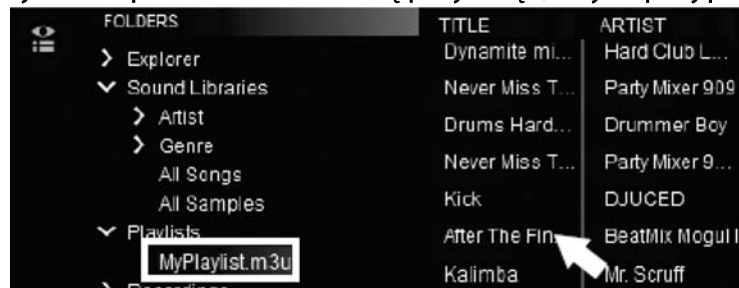 FOLDERS
Explorer
Sound Libraries
Artist
Genre
All Songs
All Samples
Playlists
MyPlaylist.m3u
TITLE ARTIST
Dynamite mi... Hard Club L...
Never Miss T... Party Mixer 909
Drums Hard... Drummer Boy
Never Miss T... Party Mixer 9...
Kick DJUCED
After The Fin BeatMix Mogul
Kalimba Mr. Scruff